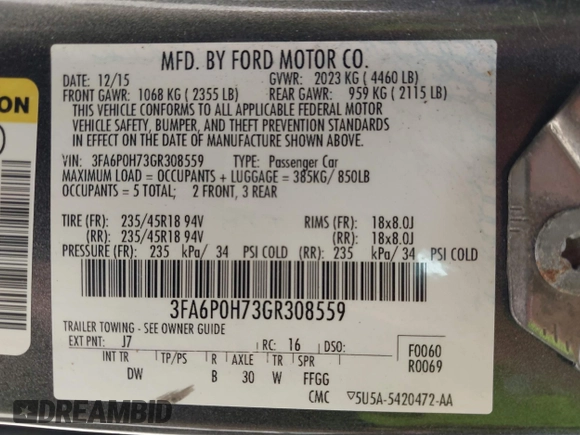 MFD. BY FORD MOTOR CO.
DATE: 12/15 GVWR: 2023 KG ( 4460 LB)
FRONT GAWR: 1068 KG ( 2355 LB) REAR GAWR: 959 KG ( 2115 LB)
THIS VEHICLE CONFORMS TO ALL APPLICABLE FEDERAL MOTOR
VEHICLE SAFETY, BUMPER, AND THEFT PREVENTION STANDARDS
IN EFFECT ON THE DATE OF MANUFACTURE SHOWN ABOVE.
VIN: 3FA6P0H73GR308559 TYPE: Passenger Car
MAXIMUM LOAD = OCCUPANTS + LUGGAGE = 385KG/ 850LB
OCCUPANTS = 5 TOTAL; 2 FRONT, 3 REAR
TIRE (FR): 235/45R18 94V RIMS (FR): 18x8.0J
(RR): 235/45R18 94V (RR): 18x8.0J
PRESSURE (FR): 235 kPa/ 34 PSI COLD (RR): 235 kPa/ 34 PSI COLD
3FA6P0H73GR308559
TRAILER TOWING - SEE OWNER GUIDE
EXT PNT: J7 RC: 16 DSO: F0060
INT TR TP/PS R AXLE TR SPR R0069
DW B 30 W FFGG
CMC ▽5U5A-5420472-AA
ION
DREAMBID